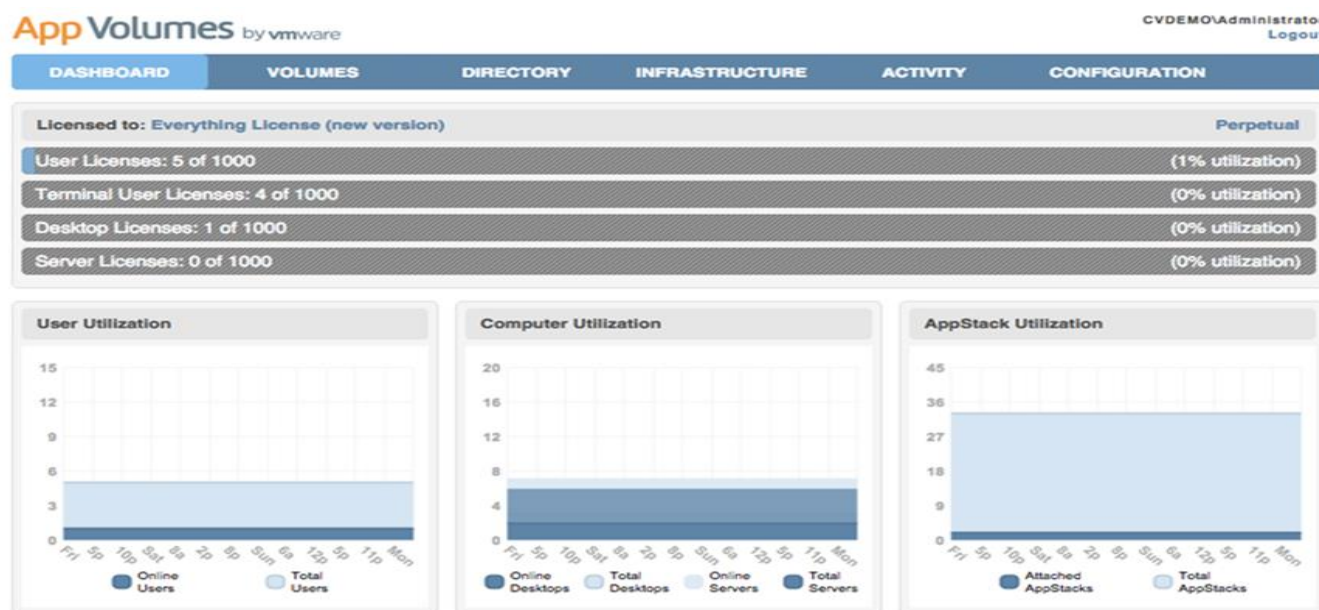 App Volumes by vmware
CVDEMO\Administrato
Logou
DASHBOARD VOLUMES DIRECTORY INFRASTRUCTURE ACTIVITY CONFIGURATION
Licensed to: Everything License (new version) Perpetual
User Licenses: 5 of 1000 (1% utilization)
Terminal User Licenses: 4 of 1000 (0% utilization)
Desktop Licenses: 1 of 1000 (0% utilization)
Server Licenses: 0 of 1000 (0% utilization)
User Utilization
15
12
9
6
3
0
Fri 5p 10p Sat 8a 2p 8p Sun 6a 12p 5p 11p Mon
Online Users
Total Users
Computer Utilization
20
16
12
8
4
0
Fri 5p 10p Sat 8a 2p 8p Sun 6a 12p 5p 11p Mon
Online Desktops
Total Desktops
Online Servers
Total Servers
AppStack Utilization
45
36
27
18
9
0
Fri 5p 10p Sat 8a 2p 8p Sun 6a 12p 5p 11p Mon
Attached AppStacks
Total AppStacks